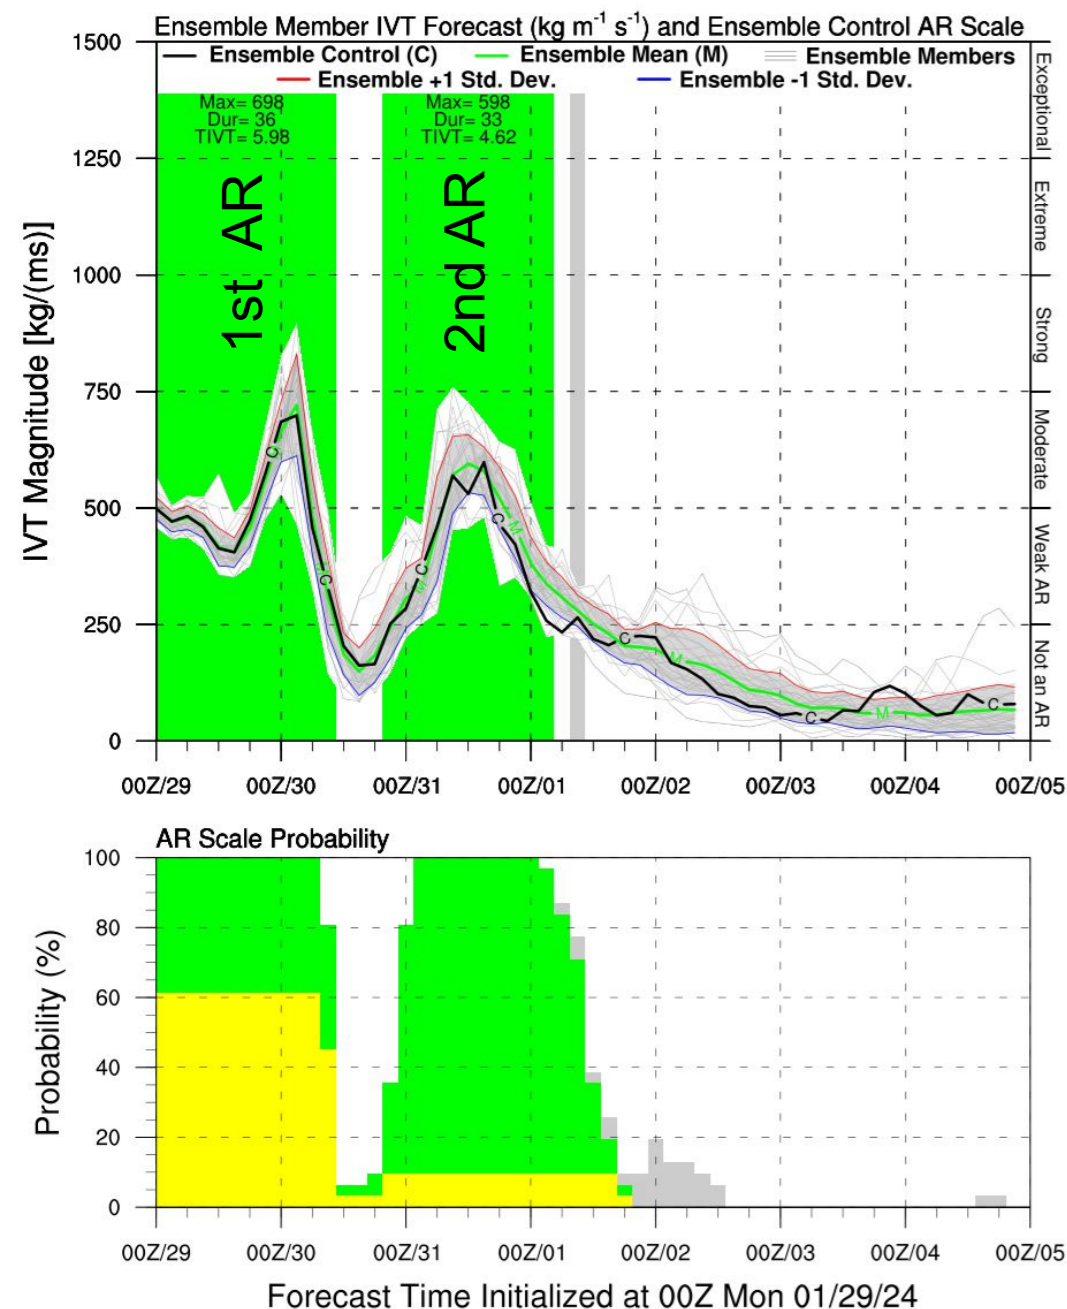 Ensemble Member IVT Forecast (kg m⁻¹ s⁻¹) and Ensemble Control AR Scale
Ensemble Control (C) Ensemble Mean (M) Ensemble Members
Ensemble +1 Std. Dev. Ensemble -1 Std. Dev.
Max= 698
Dur= 36
TIVT= 5.98
Max= 598
Dur= 33
TIVT= 4.62
1st AR
2nd AR
IVT Magnitude [kg/(ms)]
1500
1250
1000
750
500
250
0
Exceptional
Extreme
Strong
Moderate
Weak AR
Not an AR
C
C
C
C
C
C
C
M
M
M
M
M
00Z/29 00Z/30 00Z/31 00Z/01 00Z/02 00Z/03 00Z/04 00Z/05
AR Scale Probability
Probability (%)
100
80
60
40
20
0
00Z/29 00Z/30 00Z/31 00Z/01 00Z/02 00Z/03 00Z/04 00Z/05
Forecast Time Initialized at 00Z Mon 01/29/24